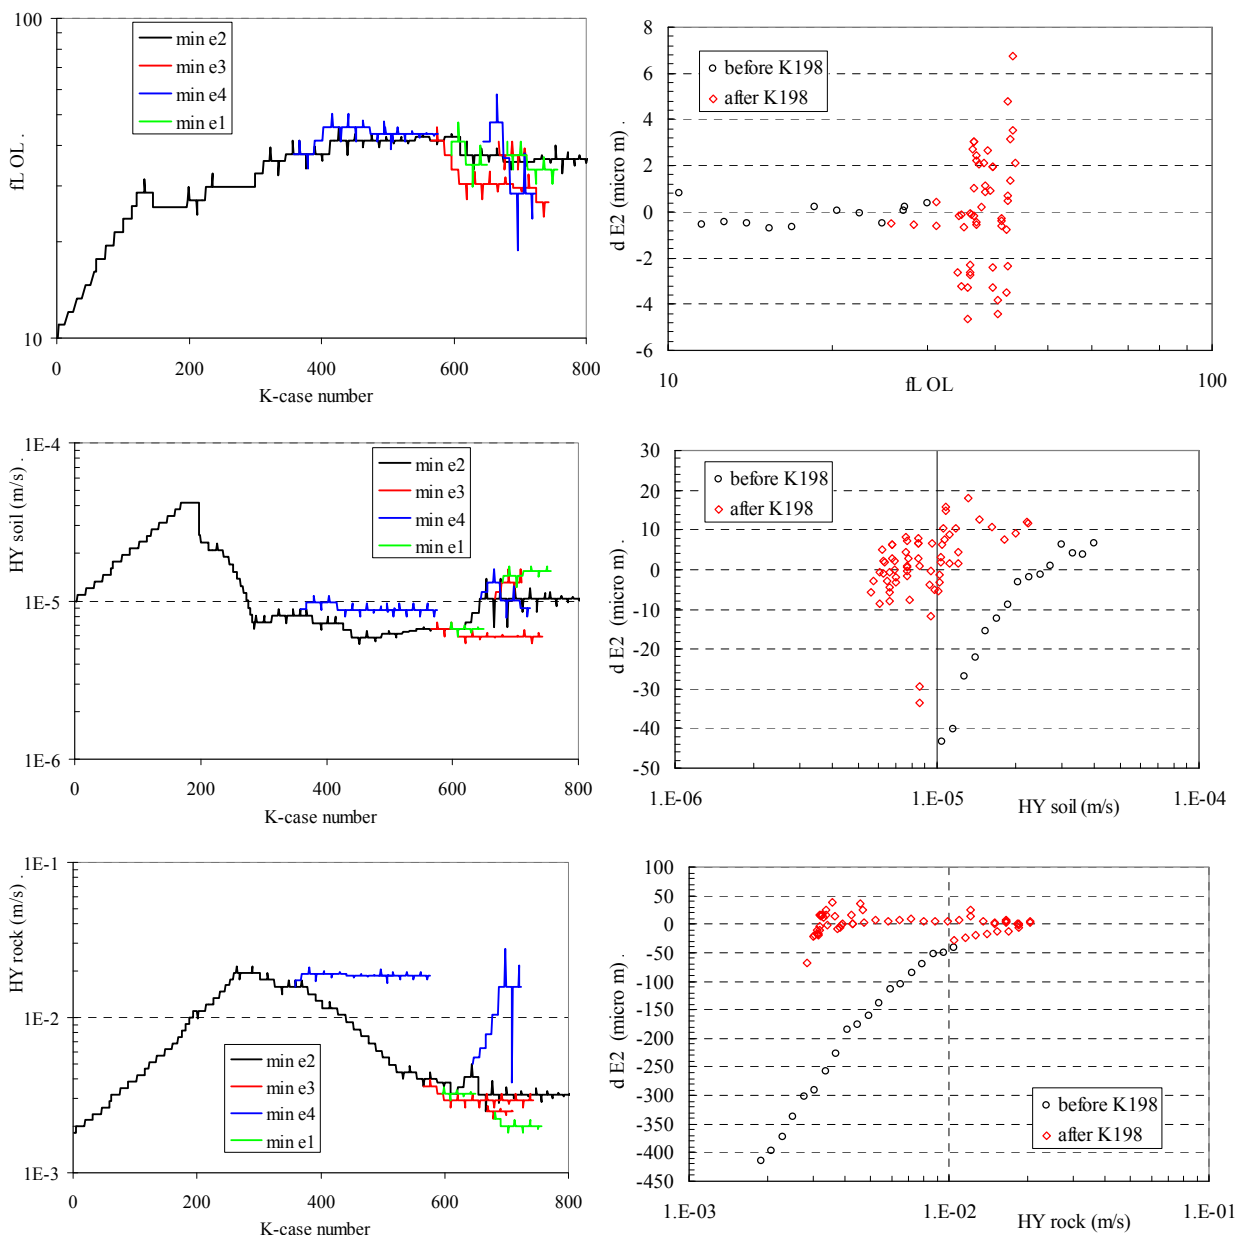 100
min e2
min e3
min e4
min e1
fL OL .
10
0 200 400 600 800
K-case number
8
6
4
2
0
-2
-4
-6
before K198
after K198
d E2 (micro m) .
10 fL OL 100
1E-4
1E-5
1E-6
HY soil (m/s) .
min e2
min e3
min e4
min e1
0 200 400 600 800
K-case number
30
20
10
0
-10
-20
-30
-40
-50
before K198
after K198
d E2 (micro m) .
1.E-06 1.E-05 HY soil (m/s) 1.E-04
1E-1
1E-2
1E-3
HY rock (m/s) .
min e2
min e3
min e4
min e1
0 200 400 600 800
K-case number
100
50
0
-50
-100
-150
-200
-250
-300
-350
-400
-450
d E2 (micro m) .
before K198
after K198
1.E-03 1.E-02 HY rock (m/s) 1.E-01